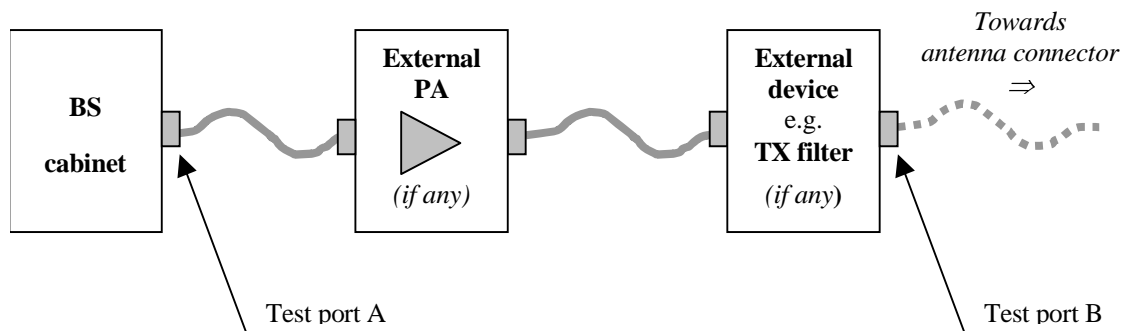 BS
cabinet
External
PA
(if any)
External
device
e.g.
TX filter
(if any)
Towards
antenna connector
⇒
Test port A
Test port B